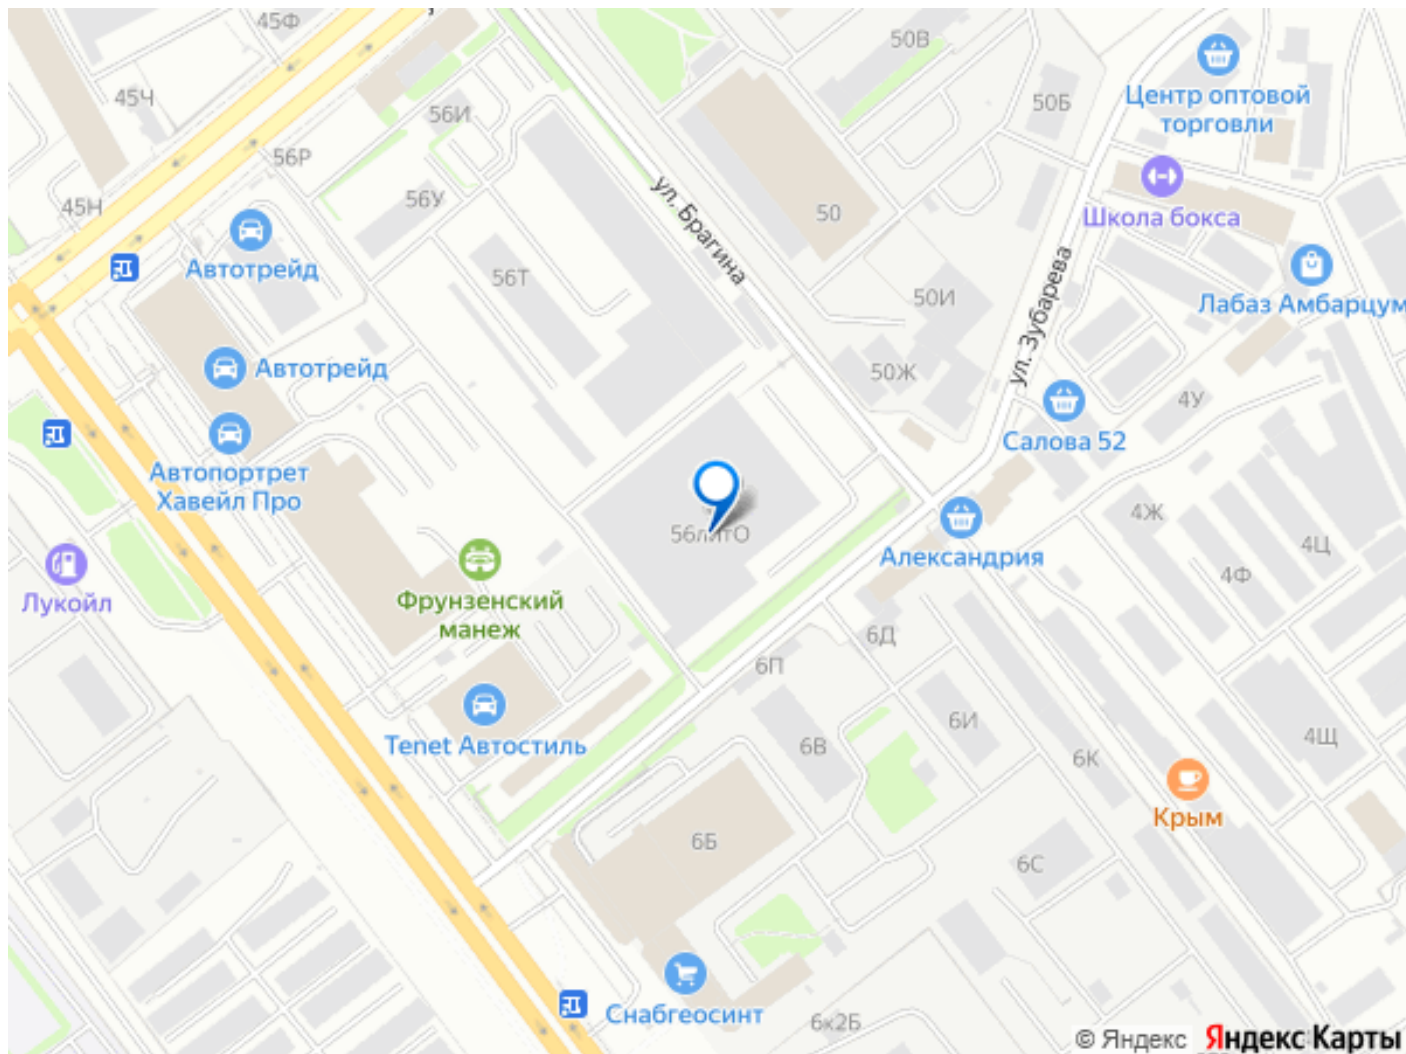 45Ф
50В
45Ч
56И
50Б
Центр оптовой
торговли
56Р
56У
45Н
ул. Брагина
50
Школа бокса
Автотрейд
56Т
50И
ул. Зубарева
Лабаз Амбарцум
Автотрейд
50Ж
4У
Салова 52
Автопортрет
Хавейл Про
56литО
4Ж
4Ц
Александрия
4Ф
Лукойл
Фрунзенский
манеж
6Д
6П
6И
6В
Tenet Автостиль
4Щ
6К
Крым
6Б
6С
Снабгеосинт
6к2Б
© Яндекс Яндекс Карты